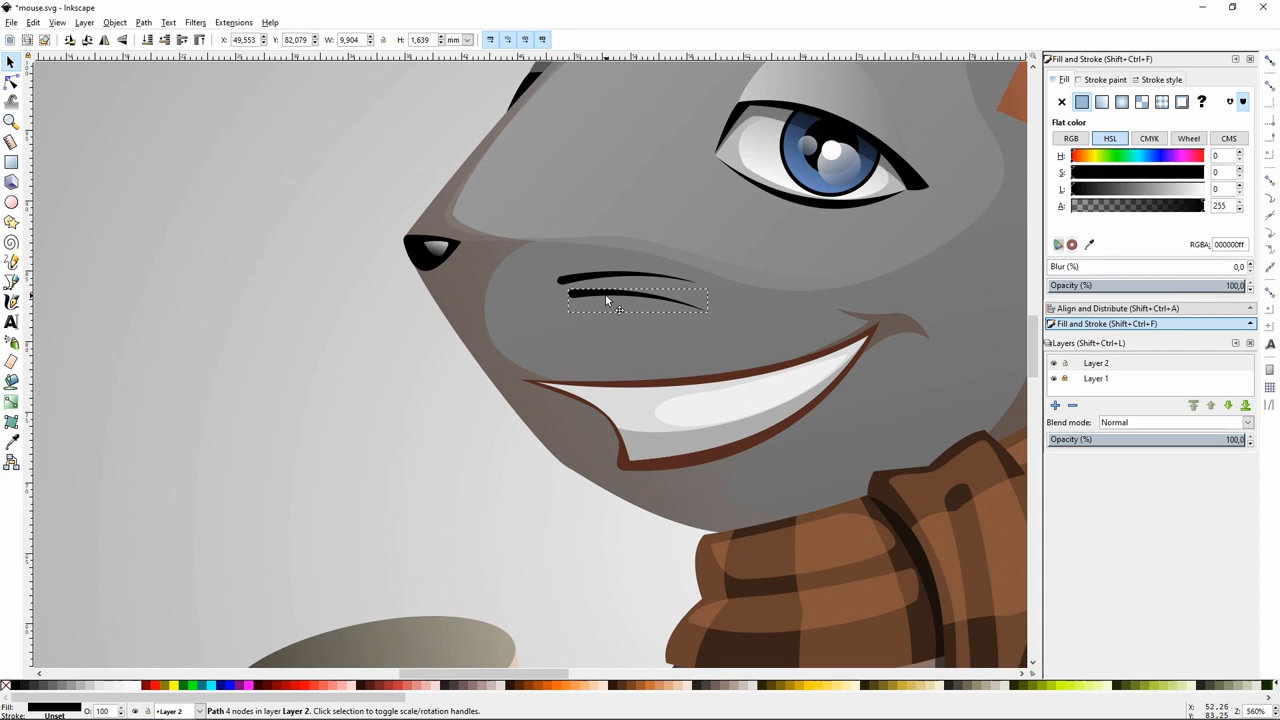 *mouse.svg - Inkscape
File Edit View Layer Object Path Text Filters Extensions Help
X: 49,553 Y: 82,079 W: 9,904 H: 1,639 mm
Fill and Stroke (Shift+Ctrl+F)
Fill Stroke paint Stroke style
?
Flat color
RGB HSL CMYK Wheel CMS
H: 0
S: 0
L: 0
A: 255
RGBA: 000000ff
Blur (%) 0,0
Opacity (%) 100,0
Align and Distribute (Shift+Ctrl+A)
Fill and Stroke (Shift+Ctrl+F)
Layers (Shift+Ctrl+L)
Layer 2
Layer 1
Blend mode: Normal
Opacity (%) 100,0
Fill:
Stroke: Unset
O: 100
•Layer 2
Path 4 nodes in layer Layer 2. Click selection to toggle scale/rotation handles.
X: 52,26
Y: 83,25
Z: 560%